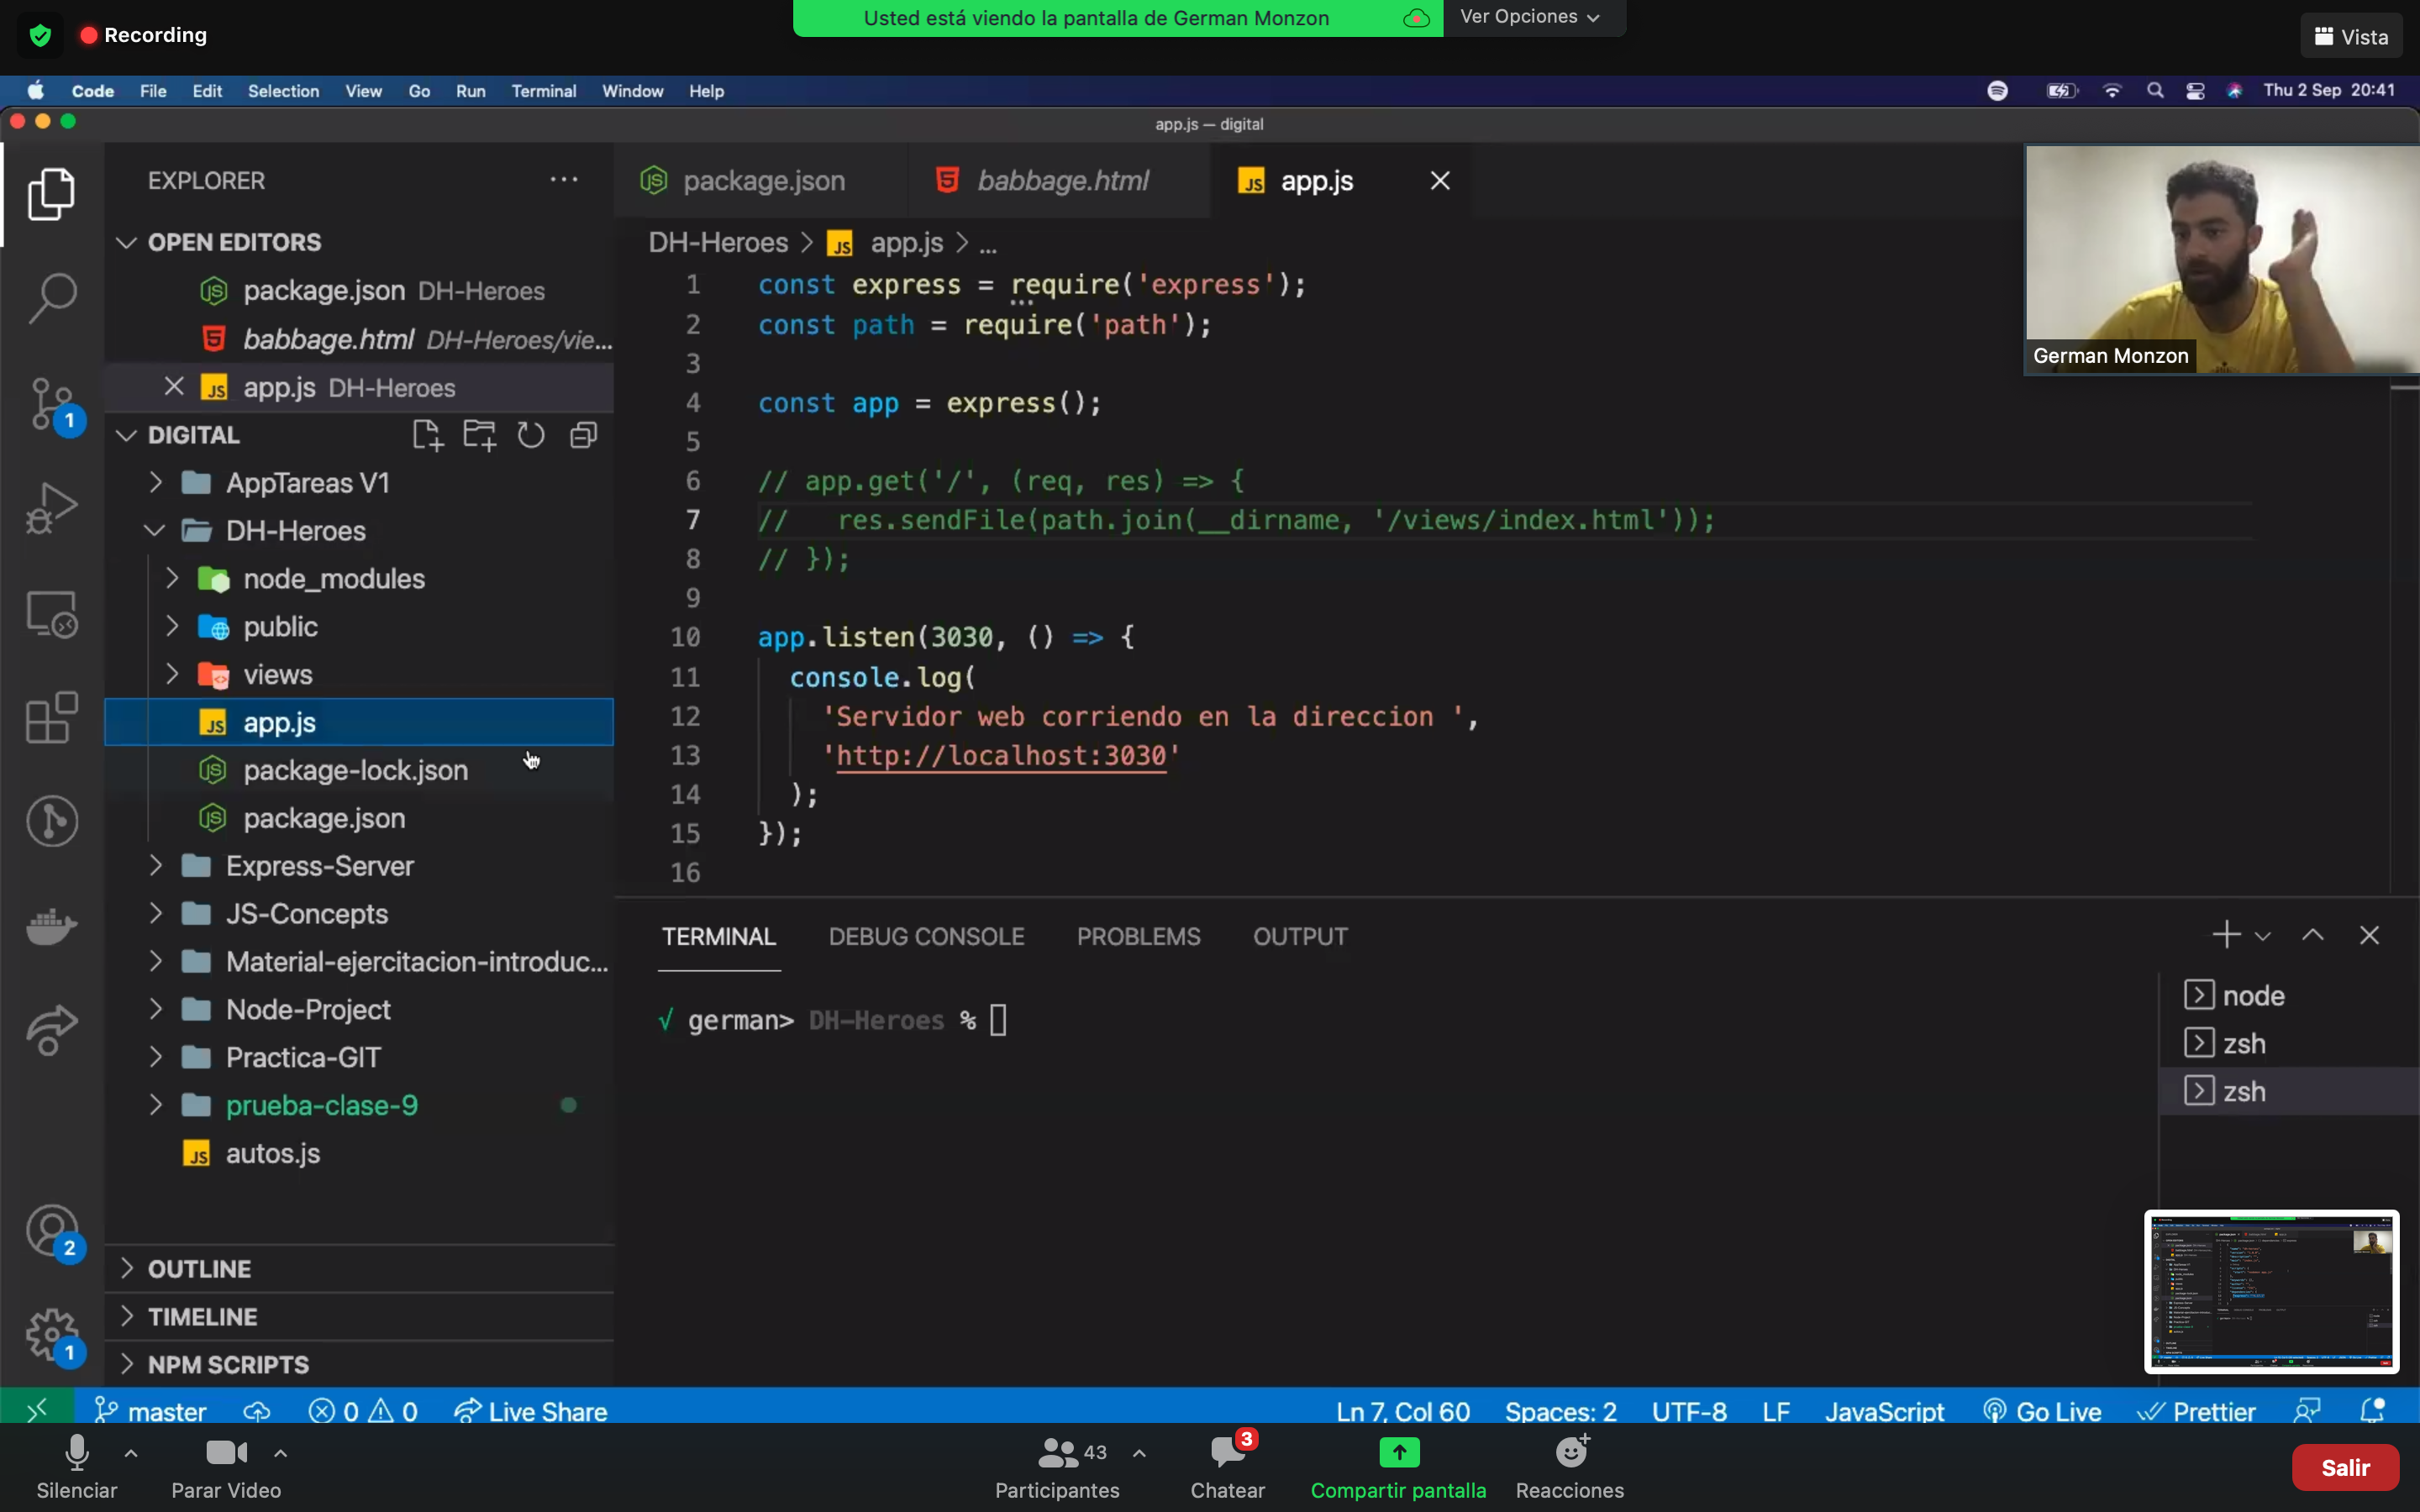 Recording
Usted está viendo la pantalla de German Monzon
Ver Opciones
Vista
Code File Edit Selection View Go Run Terminal Window Help
Thu 2 Sep 20:41
app.js — digital
EXPLORER
OPEN EDITORS
package.json DH-Heroes
babbage.html DH-Heroes/vie...
app.js DH-Heroes
DIGITAL
AppTareas V1
DH-Heroes
node_modules
public
views
app.js
package-lock.json
package.json
Express-Server
JS-Concepts
Material-ejercitacion-introduc...
Node-Project
Practica-GIT
prueba-clase-9
autos.js
OUTLINE
TIMELINE
NPM SCRIPTS
1
2
1
package.json
babbage.html
app.js
DH-Heroes > app.js > ...
1 const express = require('express');
2 const path = require('path');
3
4 const app = express();
5
6 // app.get('/', (req, res) => {
7 //   res.sendFile(path.join(__dirname, '/views/index.html'));
8 // });
9
10 app.listen(3030, () => {
11   console.log(
12     'Servidor web corriendo en la direccion ',
13     'http://localhost:3030'
14   );
15 });
16
German Monzon
TERMINAL DEBUG CONSOLE PROBLEMS OUTPUT
√ german> DH-Heroes %
node
zsh
zsh
master 0 0 Live Share
Ln 7, Col 60 Spaces: 2 UTF-8 LF JavaScript Go Live Prettier
Silenciar
Parar Video
43
Participantes
3
Chatear
Compartir pantalla
Reacciones
Salir